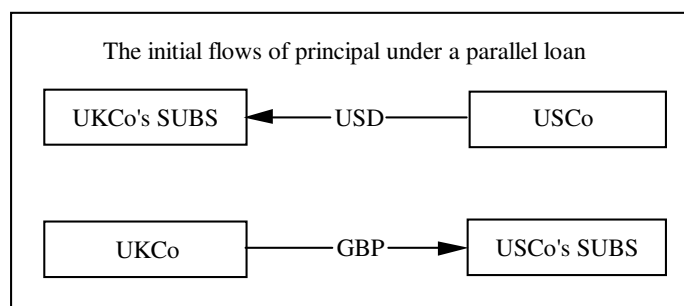 The initial flows of principal under a parallel loan
UKCo's SUBS USD USCo
UKCo GBP USCo's SUBS